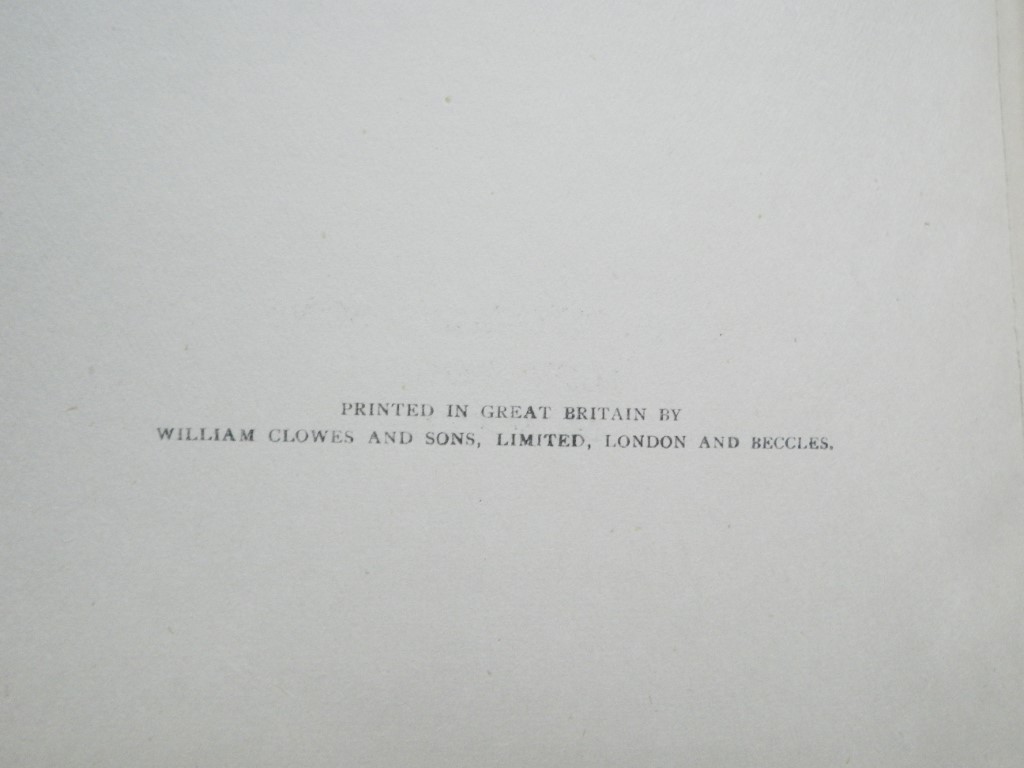 PRINTED IN GREAT BRITAIN BY
WILLIAM CLOWES AND SONS, LIMITED, LONDON AND BECCLES.